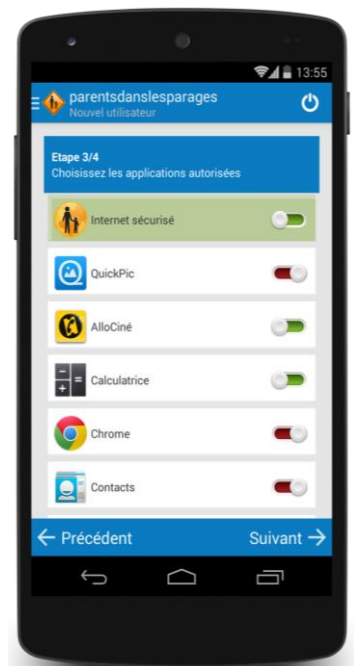 13:55
parentsdanslesparages
Nouvel utilisateur
Etape 3/4
Choisissez les applications autorisées
Internet sécurisé
QuickPic
AlloCiné
Calculatrice
Chrome
Contacts
Précédent
Suivant